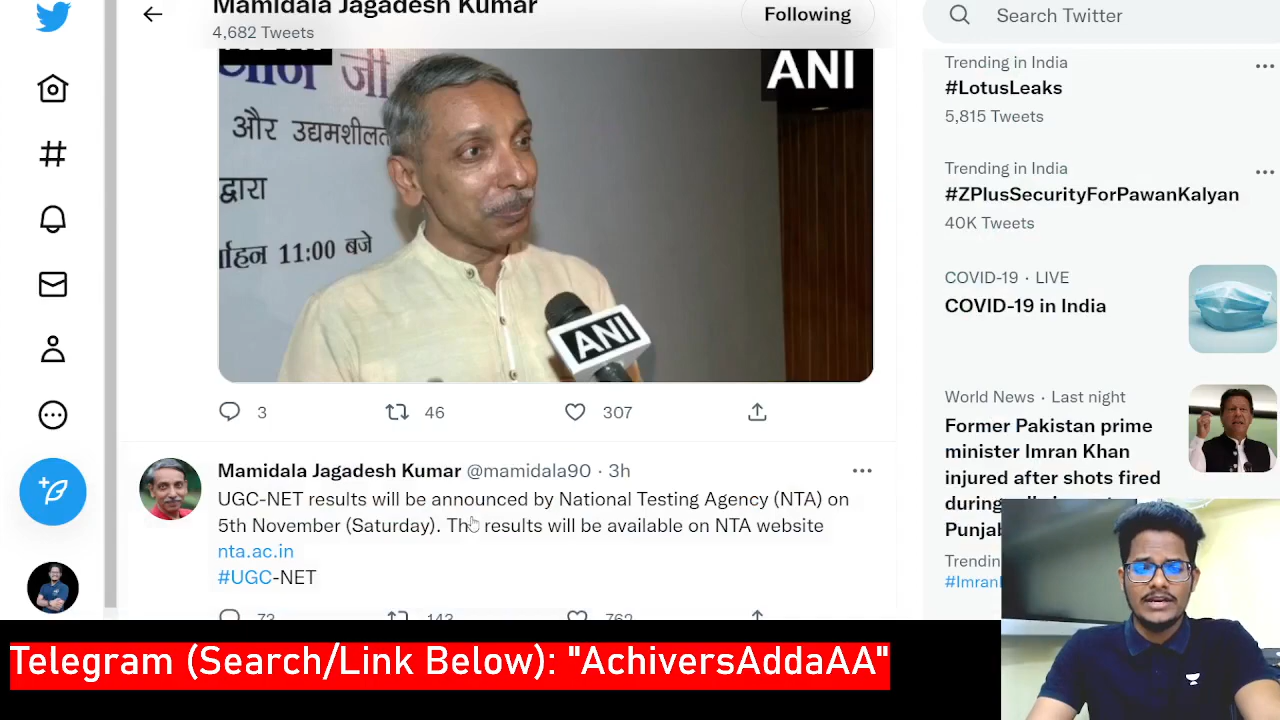 Mamidala Jagadesh Kumar
4,682 Tweets
Following
Search Twitter
जी
ANI
और उद्यमशीलत
द्वारा
11:00 बजे
ANI
3
46
307
Mamidala Jagadesh Kumar @mamidala90 · 3h
UGC-NET results will be announced by National Testing Agency (NTA) on
5th November (Saturday). The results will be available on NTA website
nta.ac.in
#UGC-NET
73
143
762
Trending in India
#LotusLeaks
5,815 Tweets
Trending in India
#ZPlusSecurityForPawanKalyan
40K Tweets
COVID-19 · LIVE
COVID-19 in India
World News · Last night
Former Pakistan prime
minister Imran Khan
injured after shots fired
Telegram (Search/Link Below): "AchiversAddaAA"